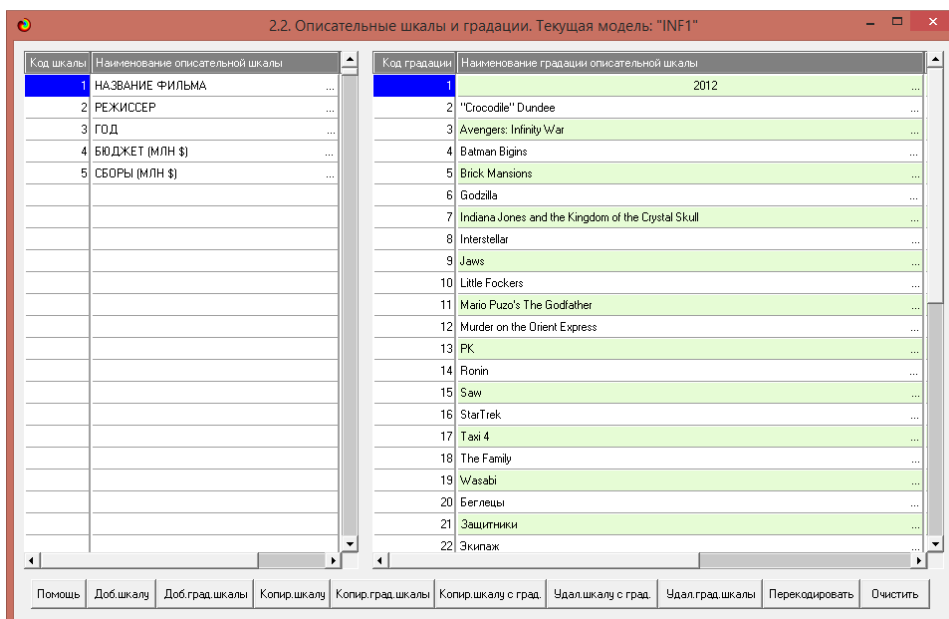 2.2. Описательные шкалы и градации. Текущая модель: "INF1"
Код шкалы Наименование описательной шкалы
1 НАЗВАНИЕ ФИЛЬМА ...
2 РЕЖИССЕР ...
3 ГОД ...
4 БЮДЖЕТ (МЛН $) ...
5 СБОРЫ (МЛН $) ...
Код градации Наименование градации описательной шкалы
1 2012 ...
2 "Crocodile" Dundee ...
3 Avengers: Infinity War ...
4 Batman Bigins ...
5 Brick Mansions ...
6 Godzilla ...
7 Indiana Jones and the Kingdom of the Crystal Skull ...
8 Interstellar ...
9 Jaws ...
10 Little Fockers ...
11 Mario Puzo's The Godfather ...
12 Murder on the Orient Express ...
13 PK ...
14 Ronin ...
15 Saw ...
16 StarTrek ...
17 Taxi 4 ...
18 The Family ...
19 Wasabi ...
20 Беглецы ...
21 Защитники ...
22 Экипаж ...
Помощь Доб.шкалу Доб.град.шкалы Копир.шкалу Копир.град.шкалы Копир.шкалу с град. Удал.шкалу с град. Удал.град.шкалы Перекодировать Очистить